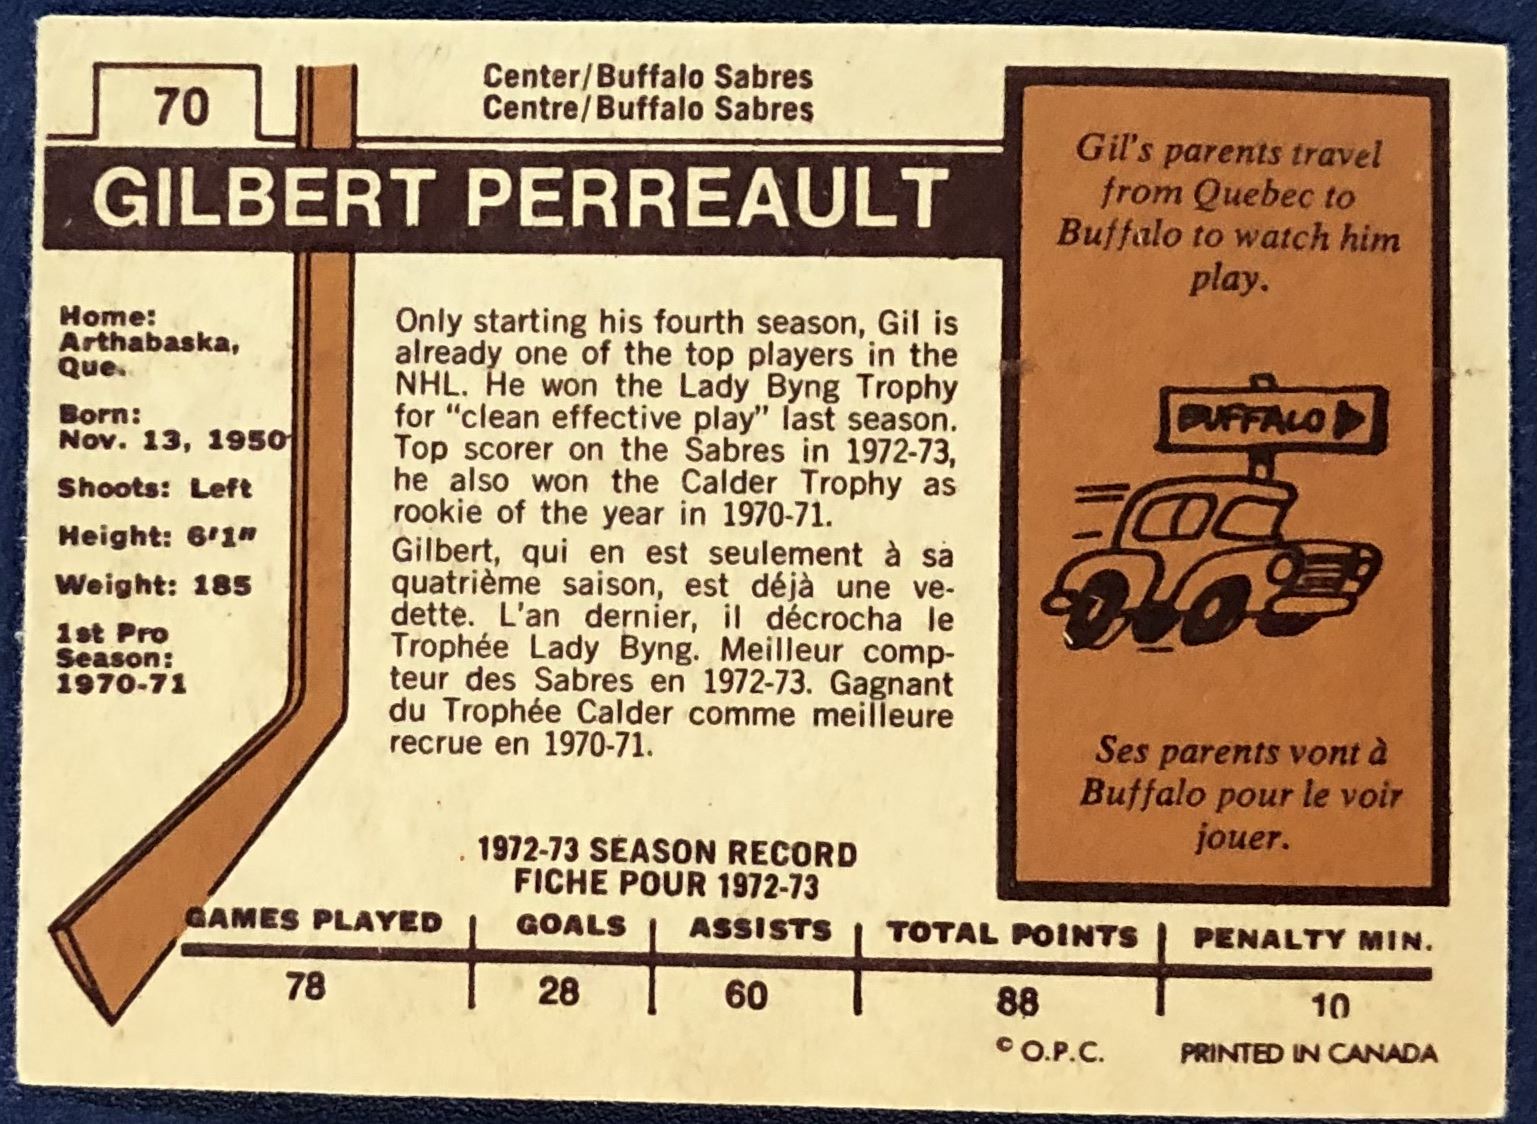 70
Center/Buffalo Sabres
Centre/Buffalo Sabres
GILBERT PERREAULT
Home:
Arthabaska,
Que.
Born:
Nov. 13, 1950
Shoots: Left
Height: 6'1"
Weight: 185
1st Pro
Season:
1970-71
Only starting his fourth season, Gil is
already one of the top players in the
NHL. He won the Lady Byng Trophy
for "clean effective play" last season.
Top scorer on the Sabres in 1972-73,
he also won the Calder Trophy as
rookie of the year in 1970-71.
Gilbert, qui en est seulement à sa
quatrième saison, est déjà une ve-
dette. L'an dernier, il décrocha le
Trophée Lady Byng. Meilleur comp-
teur des Sabres en 1972-73. Gagnant
du Trophée Calder comme meilleure
recrue en 1970-71.
Gil's parents travel
from Quebec to
Buffalo to watch him
play.
BUFFALO
Ses parents vont à
Buffalo pour le voir
jouer.
1972-73 SEASON RECORD
FICHE POUR 1972-73
GAMES PLAYED GOALS ASSISTS TOTAL POINTS PENALTY MIN.
78 28 60 88 10
© O.P.C. PRINTED IN CANADA